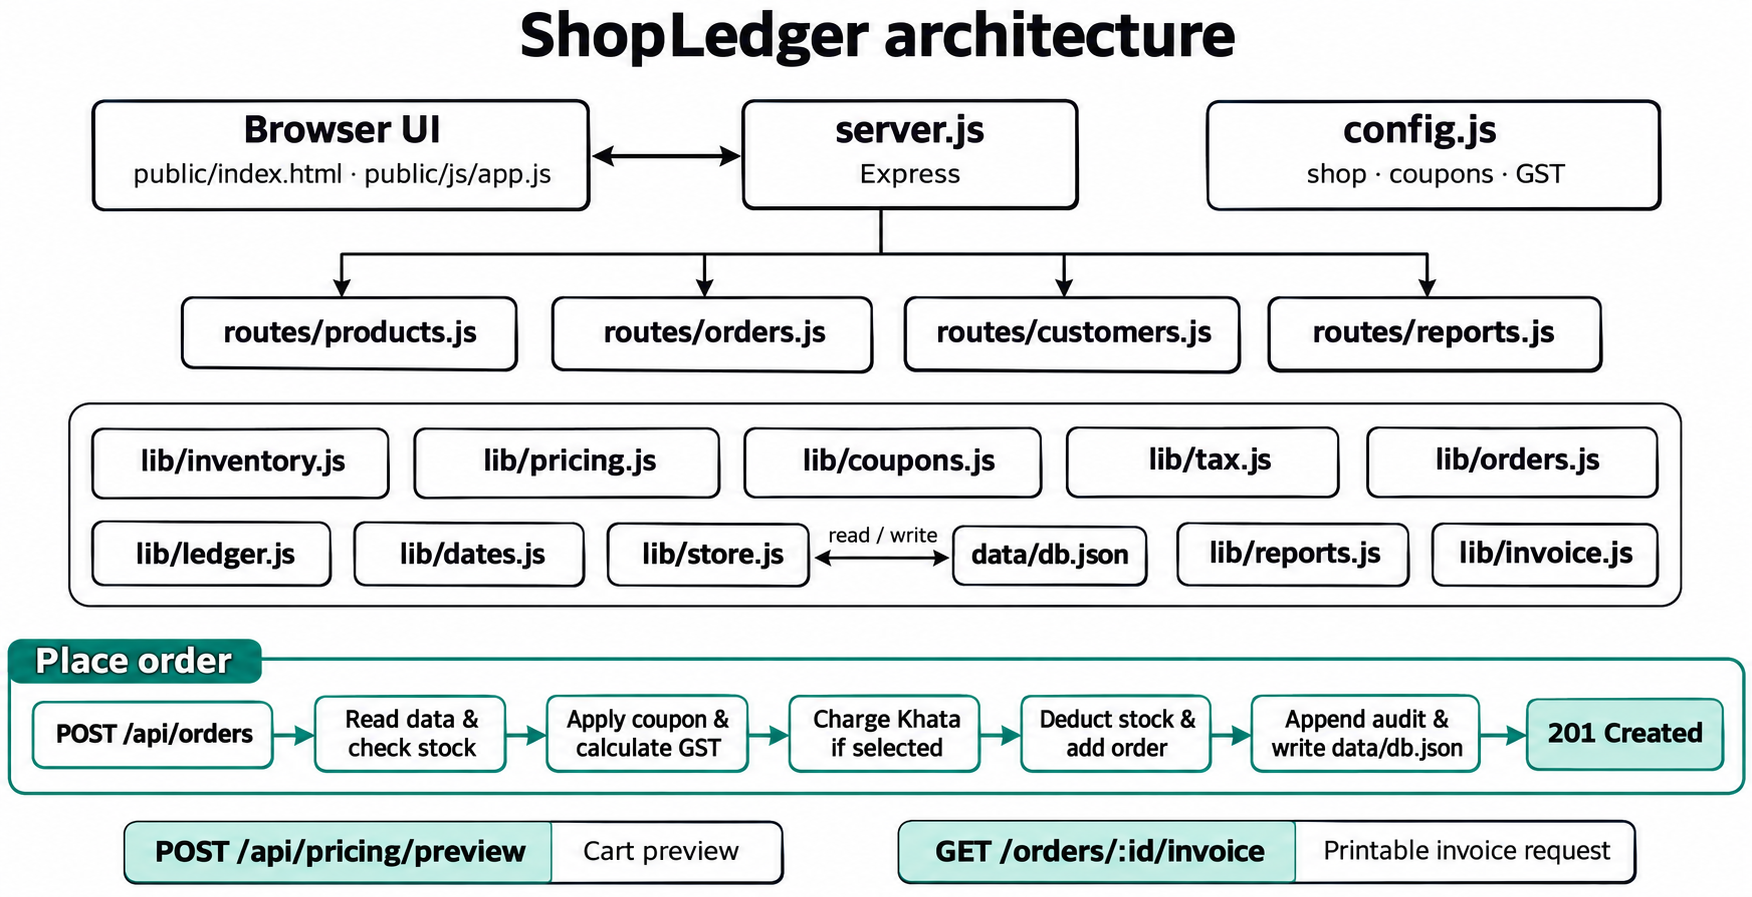 ShopLedger architecture
Browser UI
public/index.html · public/js/app.js
server.js
Express
config.js
shop · coupons · GST
routes/products.js
routes/orders.js
routes/customers.js
routes/reports.js
lib/inventory.js
lib/pricing.js
lib/coupons.js
lib/tax.js
lib/orders.js
lib/ledger.js
lib/dates.js
lib/store.js
read / write
data/db.json
lib/reports.js
lib/invoice.js
Place order
POST /api/orders
Read data &
check stock
Apply coupon &
calculate GST
Charge Khata
if selected
Deduct stock &
add order
Append audit &
write data/db.json
201 Created
POST /api/pricing/preview
Cart preview
GET /orders/:id/invoice
Printable invoice request